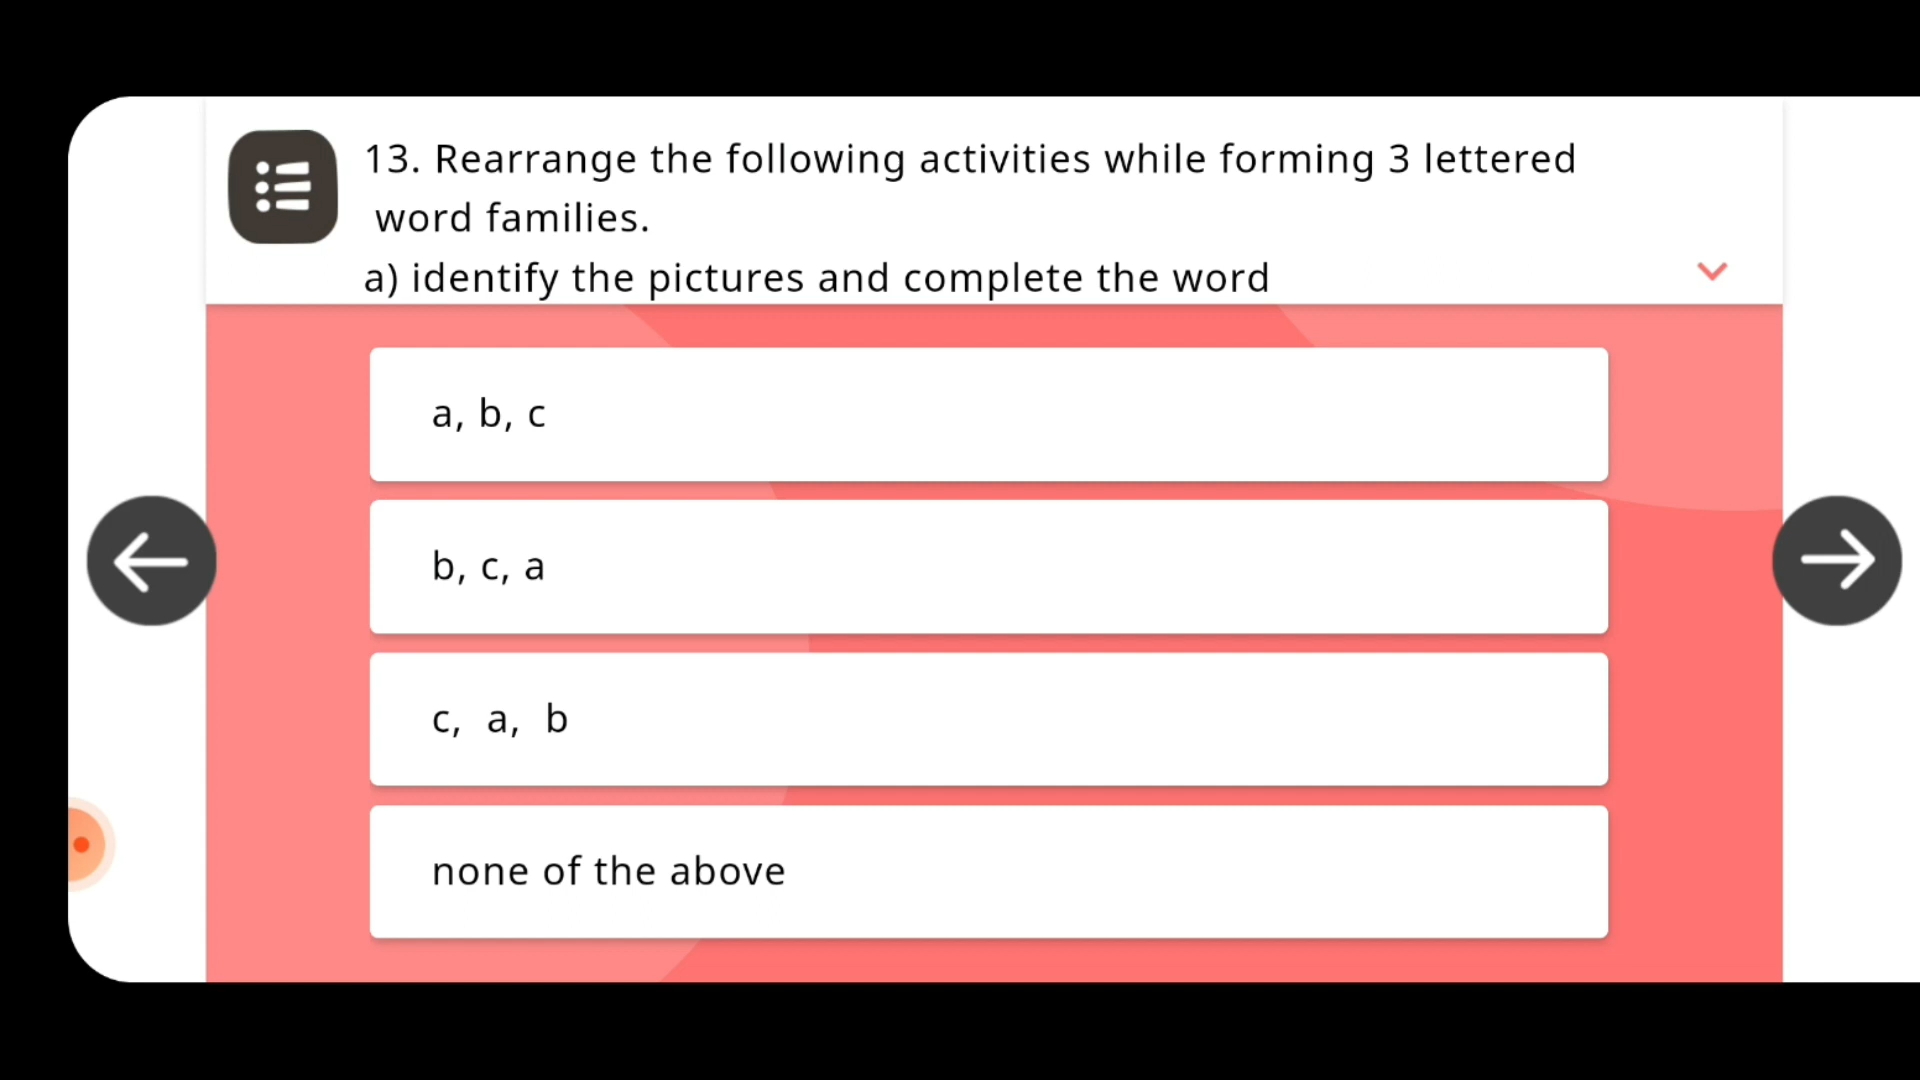 13. Rearrange the following activities while forming 3 lettered
word families.
a) identify the pictures and complete the word
a, b, c
b, c, a
c, a, b
none of the above